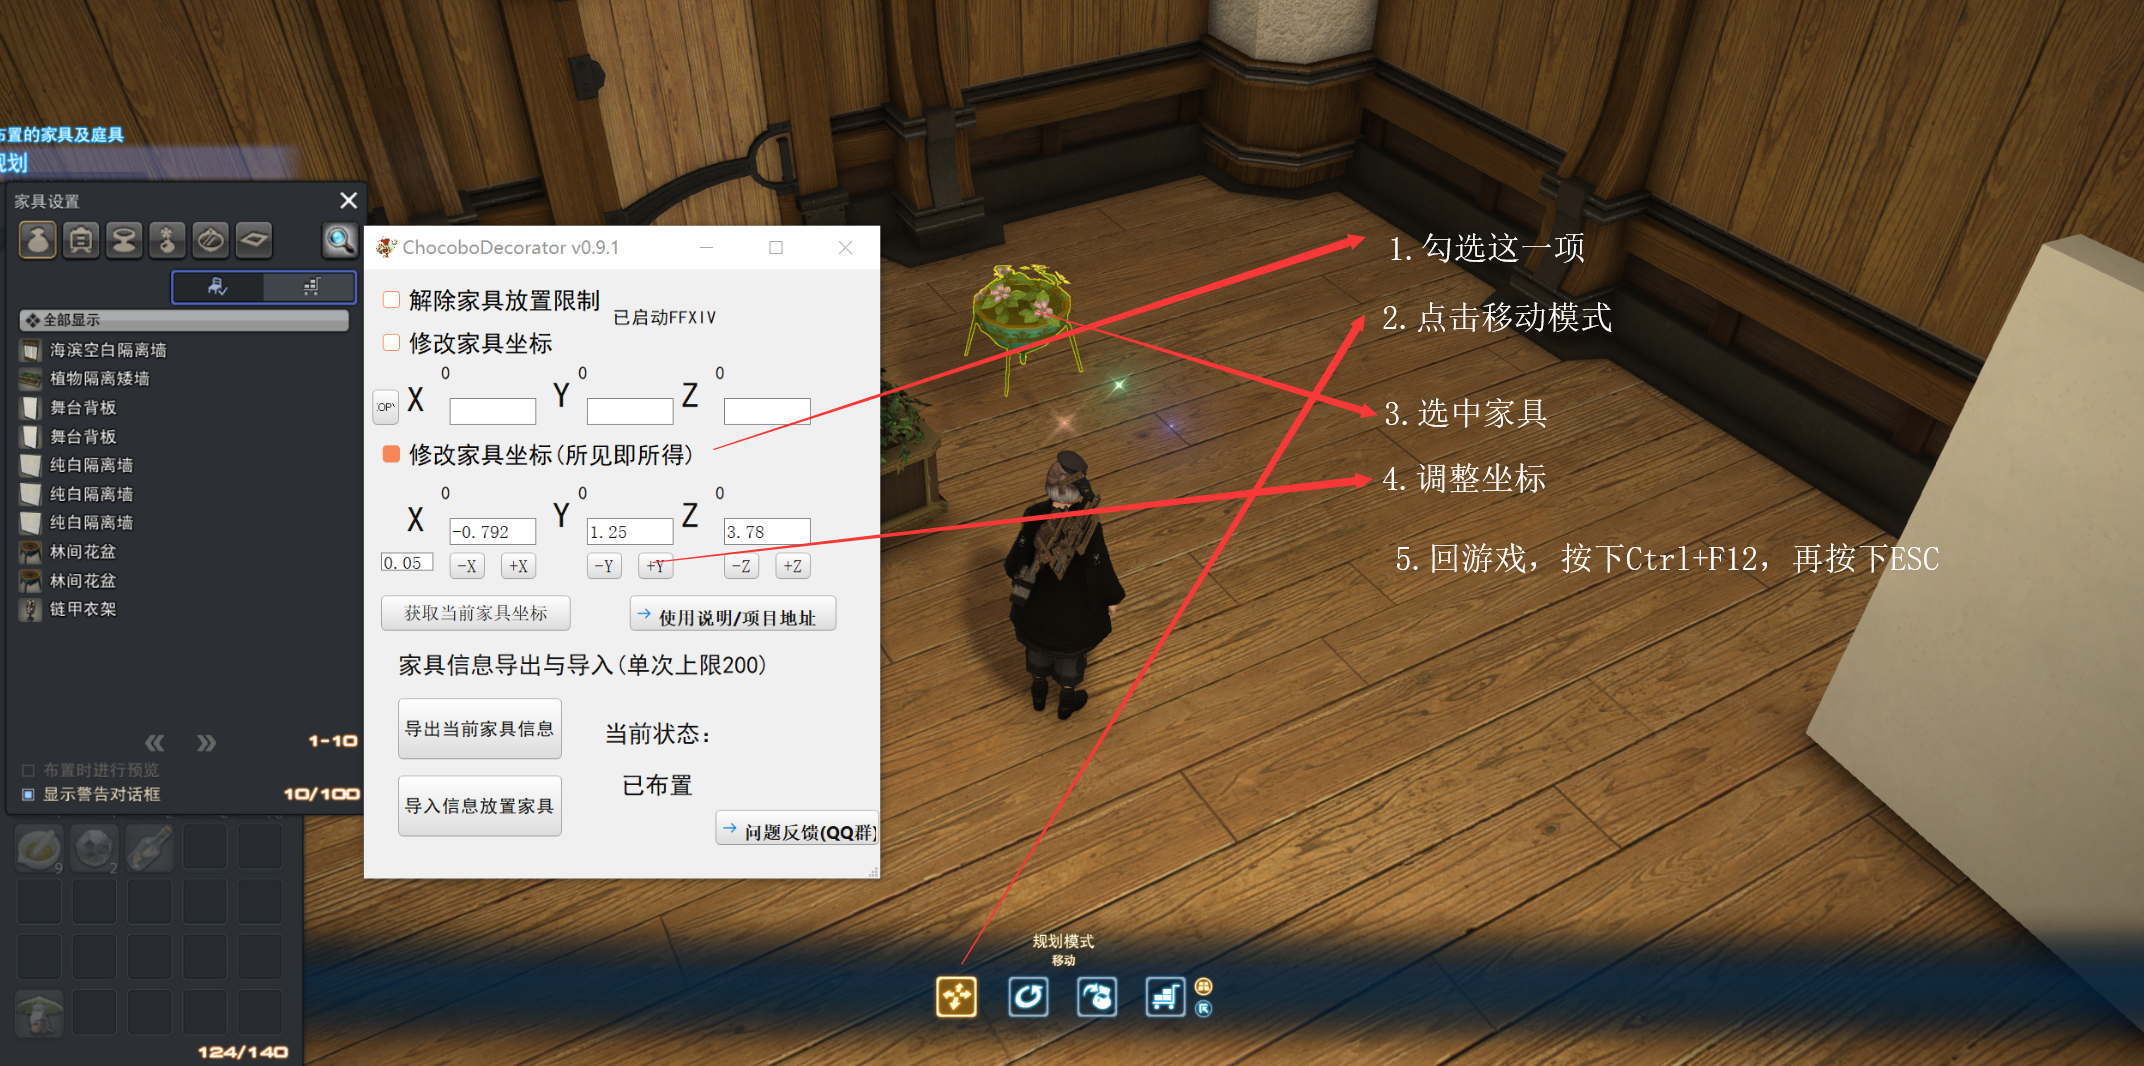 布置的家具及庭具
规划
家具设置
全部显示
海滨空白隔离墙
植物隔离矮墙
舞台背板
舞台背板
纯白隔离墙
纯白隔离墙
纯白隔离墙
林间花盆
林间花盆
链甲衣架
1-10
布置时进行预览
显示警告对话框
10/100
9
2
124/140
ChocoboDecorator v0.9.1
解除家具放置限制
已启动FFXIV
修改家具坐标
0 0 0
X Y Z
修改家具坐标(所见即所得)
0 0 0
X -0.792 Y 1.25 Z 3.78
0.05 -X +X -Y +Y -Z +Z
获取当前家具坐标
使用说明/项目地址
家具信息导出与导入(单次上限200)
导出当前家具信息
当前状态:
已布置
导入信息放置家具
问题反馈(QQ群)
1.勾选这一项
2.点击移动模式
3.选中家具
4.调整坐标
5.回游戏，按下Ctrl+F12，再按下ESC
规划模式
移动